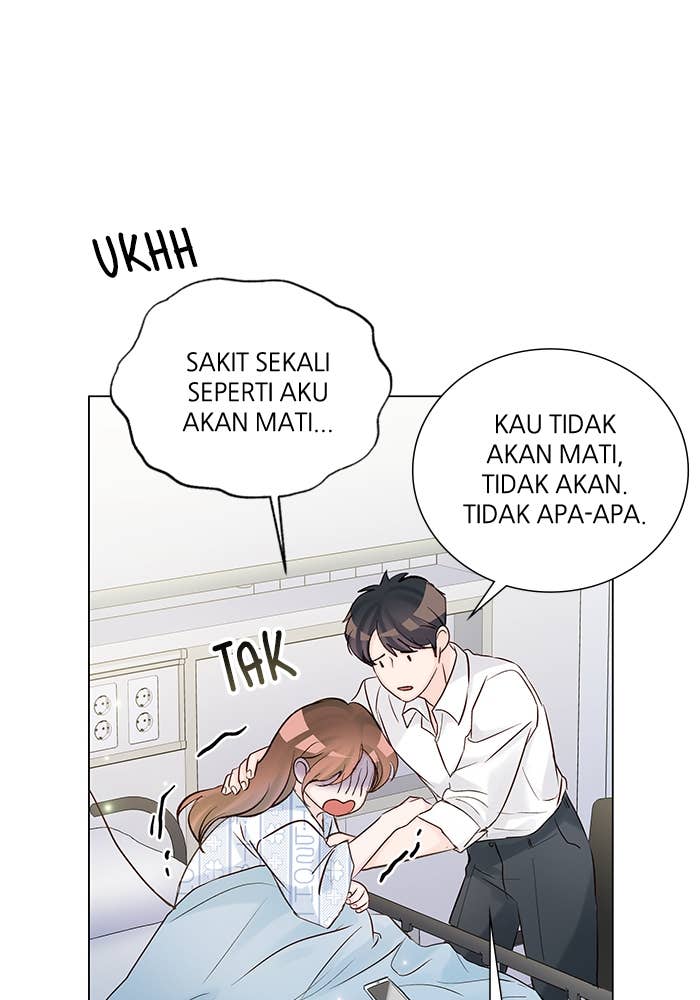 UKHH
SAKIT SEKALI
SEPERTI AKU
AKAN MATI...
KAU TIDAK
AKAN MATI,
TIDAK AKAN.
TIDAK APA-APA.
TAK